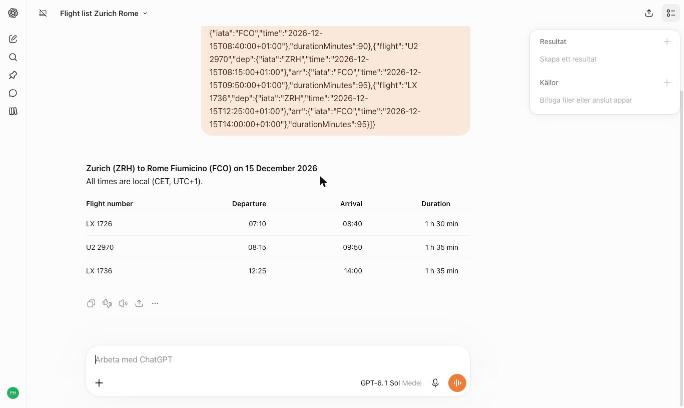 Flight list Zurich Rome
{"iata":"FCO","time":"2026-12-
15T08:40:00+01:00"},"durationMinutes":90},{"flight":"U2
2970","dep":{"iata":"ZRH","time":"2026-12-
15T08:15:00+01:00"},"arr":{"iata":"FCO","time":"2026-12-
15T09:50:00+01:00"},"durationMinutes":95},{"flight":"LX
1736","dep":{"iata":"ZRH","time":"2026-12-
15T12:25:00+01:00"},"arr":{"iata":"FCO","time":"2026-12-
15T14:00:00+01:00"},"durationMinutes":95}]}
Resultat
Skapa ett resultat
Källor
Bifoga filer eller anslut appar
Zurich (ZRH) to Rome Fiumicino (FCO) on 15 December 2026
All times are local (CET, UTC+1).
Flight number Departure Arrival Duration
LX 1726 07:10 08:40 1 h 30 min
U2 2970 08:15 09:50 1 h 35 min
LX 1736 12:25 14:00 1 h 35 min
Arbeta med ChatGPT
Medel